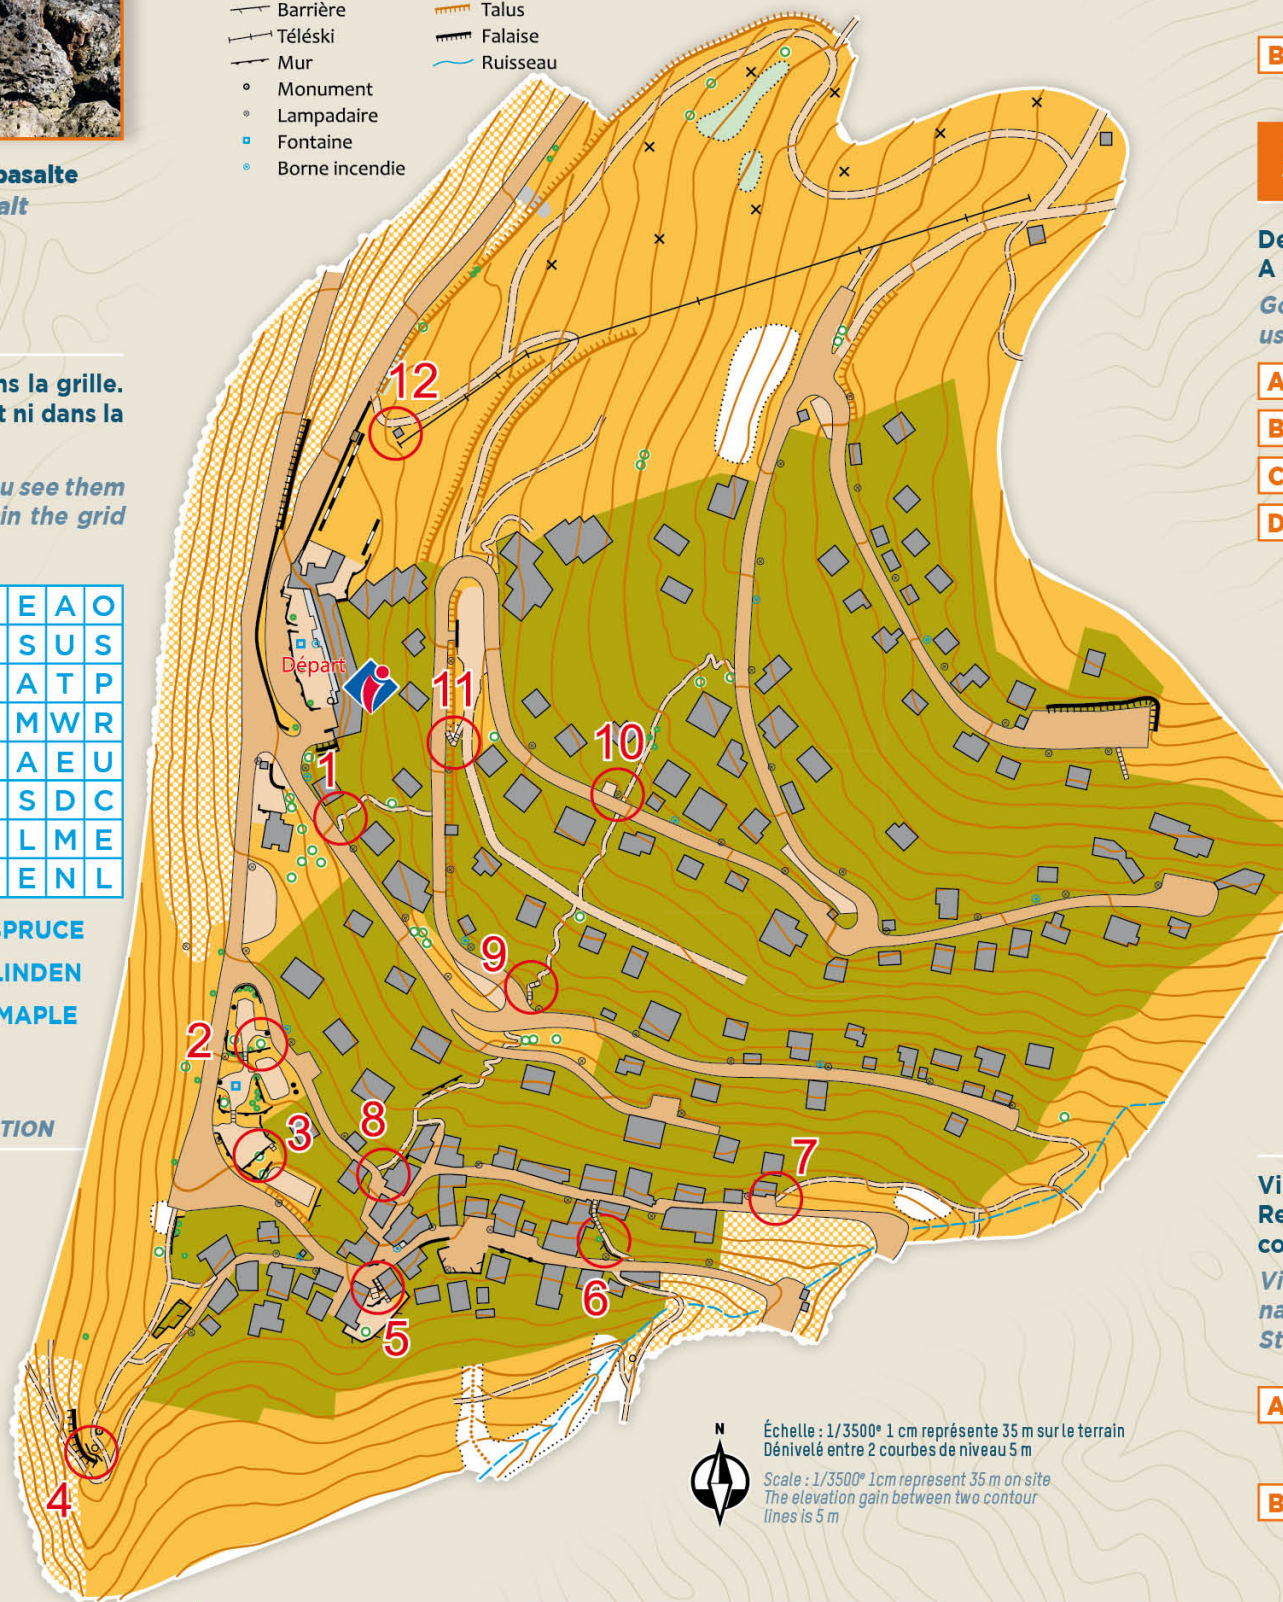 Barrière
Téléski
Mur
Monument
Lampadaire
Fontaine
Borne incendie
Talus
Falaise
Ruisseau
basalte
alt
ns la grille.
t ni dans la
u see them
in the grid
E A O
S U S
A T P
M W R
A E U
S D C
L M E
E N L
SPRUCE
LINDEN
MAPLE
TION
12
Départ
11
1
10
9
2
3
8
7
6
5
4
N
Échelle : 1/3500e 1 cm représente 35 m sur le terrain
Dénivelé entre 2 courbes de niveau 5 m
Scale : 1/3500e 1cm represent 35 m on site
The elevation gain between two contour
lines is 5 m
B
De
A
Go
us
A
B
C
D
Vi
Re
co
Vi
na
St
A
B